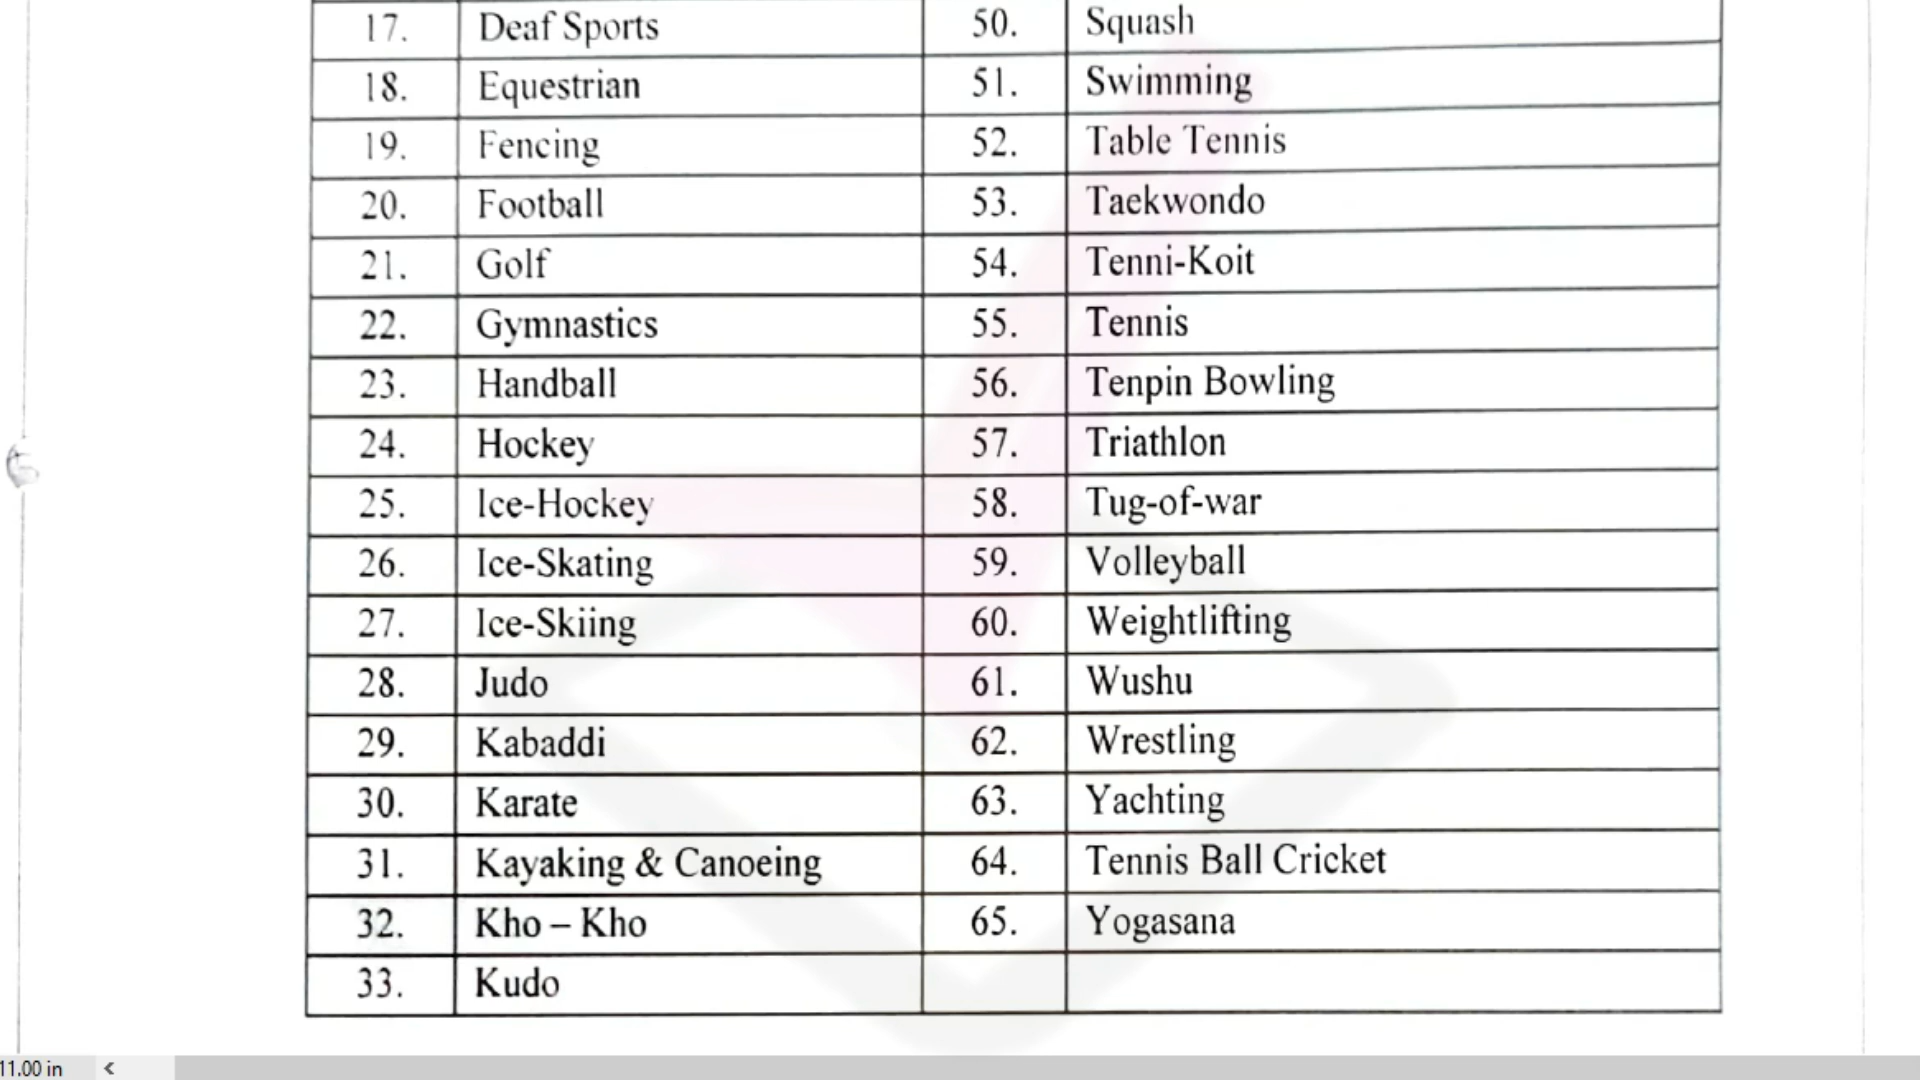 17. Deaf Sports 50. Squash
18. Equestrian 51. Swimming
19. Fencing 52. Table Tennis
20. Football 53. Taekwondo
21. Golf 54. Tenni-Koit
22. Gymnastics 55. Tennis
23. Handball 56. Tenpin Bowling
24. Hockey 57. Triathlon
25. Ice-Hockey 58. Tug-of-war
26. Ice-Skating 59. Volleyball
27. Ice-Skiing 60. Weightlifting
28. Judo 61. Wushu
29. Kabaddi 62. Wrestling
30. Karate 63. Yachting
31. Kayaking & Canoeing 64. Tennis Ball Cricket
32. Kho – Kho 65. Yogasana
33. Kudo
11.00 in <